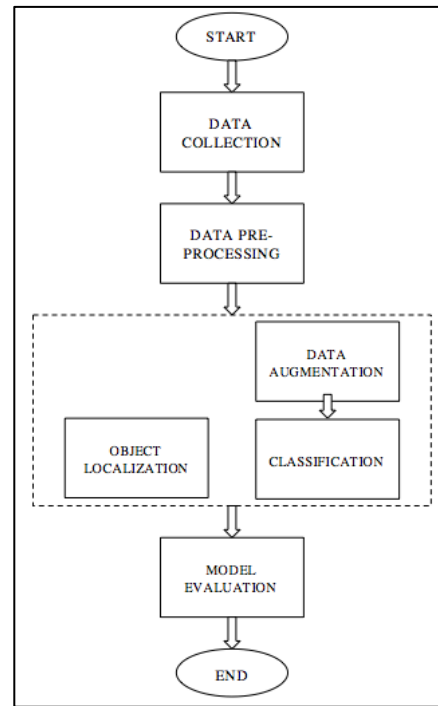 START
DATA
COLLECTION
DATA PRE-
PROCESSING
DATA
AUGMENTATION
OBJECT
LOCALIZATION
CLASSIFICATION
MODEL
EVALUATION
END